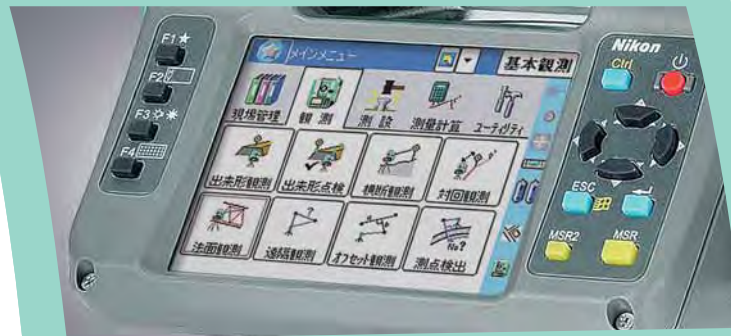 F1★
F2
F3
F4
メインメニュー
基本観測
現場管理
観測
測設
測量計算
ユーティリティ
出来形観測
出来形点検
横断観測
対回観測
法面観測
遠隔観測
オフセット観測
測点検出
No?
Nikon
Ctrl
ESC
MSR2
MSR